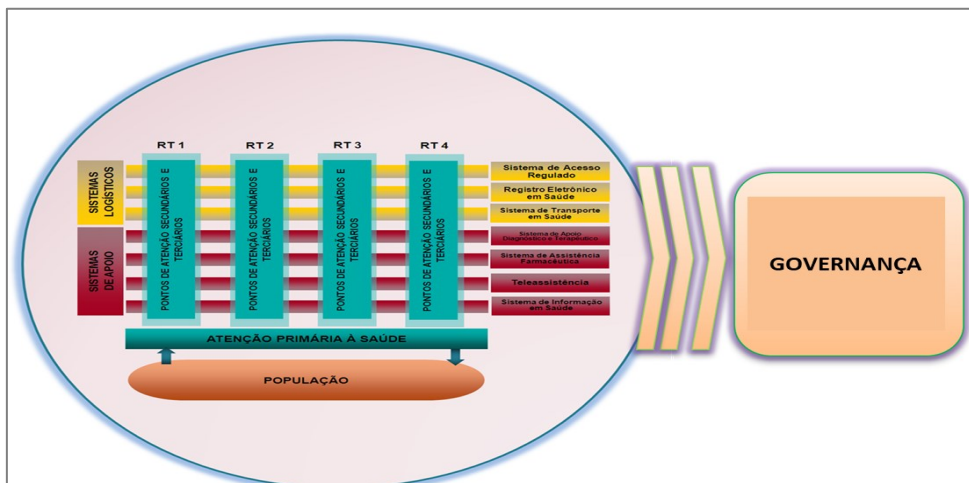 RT 1
RT 2
RT 3
RT 4
SISTEMAS
LOGÍSTICOS
SISTEMAS
DE APOIO
PONTOS DE ATENÇÃO SECUNDÁRIOS E
TERCIÁRIOS
PONTOS DE ATENÇÃO SECUNDÁRIOS E
TERCIÁRIOS
PONTOS DE ATENÇÃO SECUNDÁRIOS E
TERCIÁRIOS
PONTOS DE ATENÇÃO SECUNDÁRIOS E
TERCIÁRIOS
Sistema de Acesso
Regulado
Registro Eletrônico
em Saúde
Sistema de Transporte
em Saúde
Sistema de Apoio
Diagnóstico e Terapêutico
Sistema de Assistência
Farmacêutica
Teleassistência
Sistema de Informação
em Saúde
ATENÇÃO PRIMÁRIA À SAÚDE
POPULAÇÃO
GOVERNANÇA